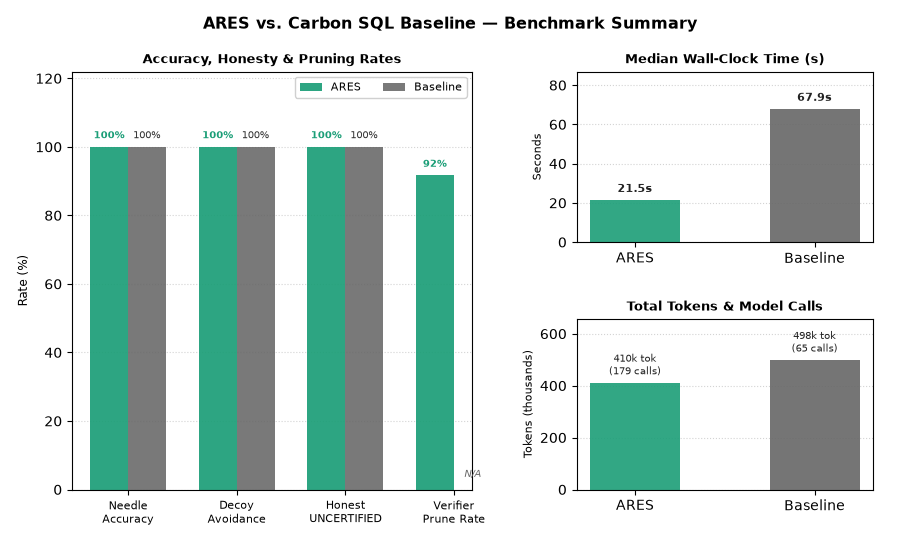 ARES vs. Carbon SQL Baseline — Benchmark Summary
Accuracy, Honesty & Pruning Rates
ARES
Baseline
120
100
80
60
40
20
0
Rate (%)
100% 100%
100% 100%
100% 100%
92%
N/A
Needle
Accuracy
Decoy
Avoidance
Honest
UNCERTIFIED
Verifier
Prune Rate
Median Wall-Clock Time (s)
80
60
40
20
0
Seconds
21.5s
67.9s
ARES
Baseline
Total Tokens & Model Calls
600
400
200
0
Tokens (thousands)
410k tok
(179 calls)
498k tok
(65 calls)
ARES
Baseline